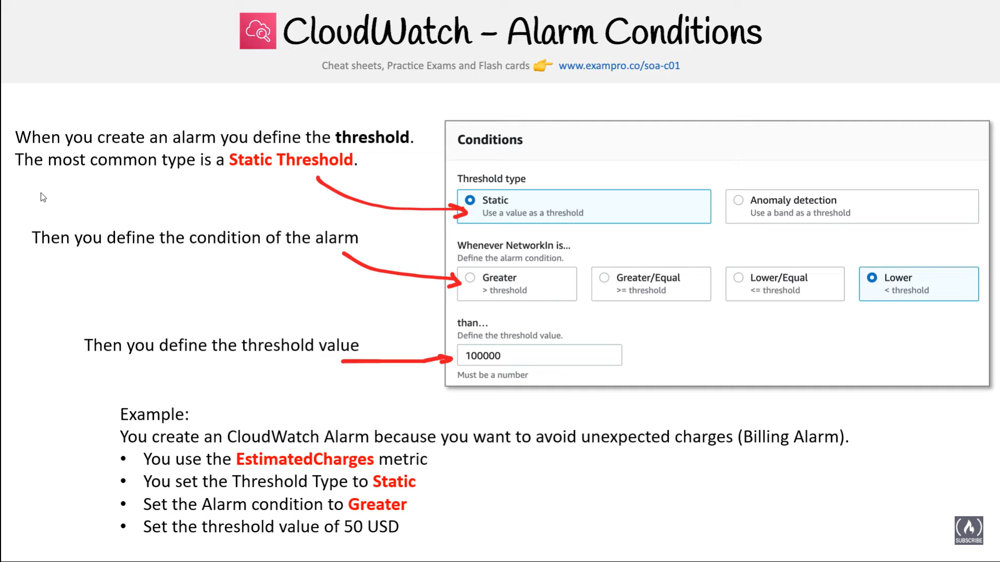 CloudWatch – Alarm Conditions
Cheat sheets, Practice Exams and Flash cards 👉 www.exampro.co/soa-c01
When you create an alarm you define the threshold.
The most common type is a Static Threshold.
Then you define the condition of the alarm
Then you define the threshold value
Conditions
Threshold type
Static
Use a value as a threshold
Anomaly detection
Use a band as a threshold
Whenever NetworkIn is...
Define the alarm condition.
Greater
> threshold
Greater/Equal
>= threshold
Lower/Equal
<= threshold
Lower
< threshold
than...
Define the threshold value.
100000
Must be a number
Example:
You create an CloudWatch Alarm because you want to avoid unexpected charges (Billing Alarm).
• You use the EstimatedCharges metric
• You set the Threshold Type to Static
• Set the Alarm condition to Greater
• Set the threshold value of 50 USD
SUBSCRIBE